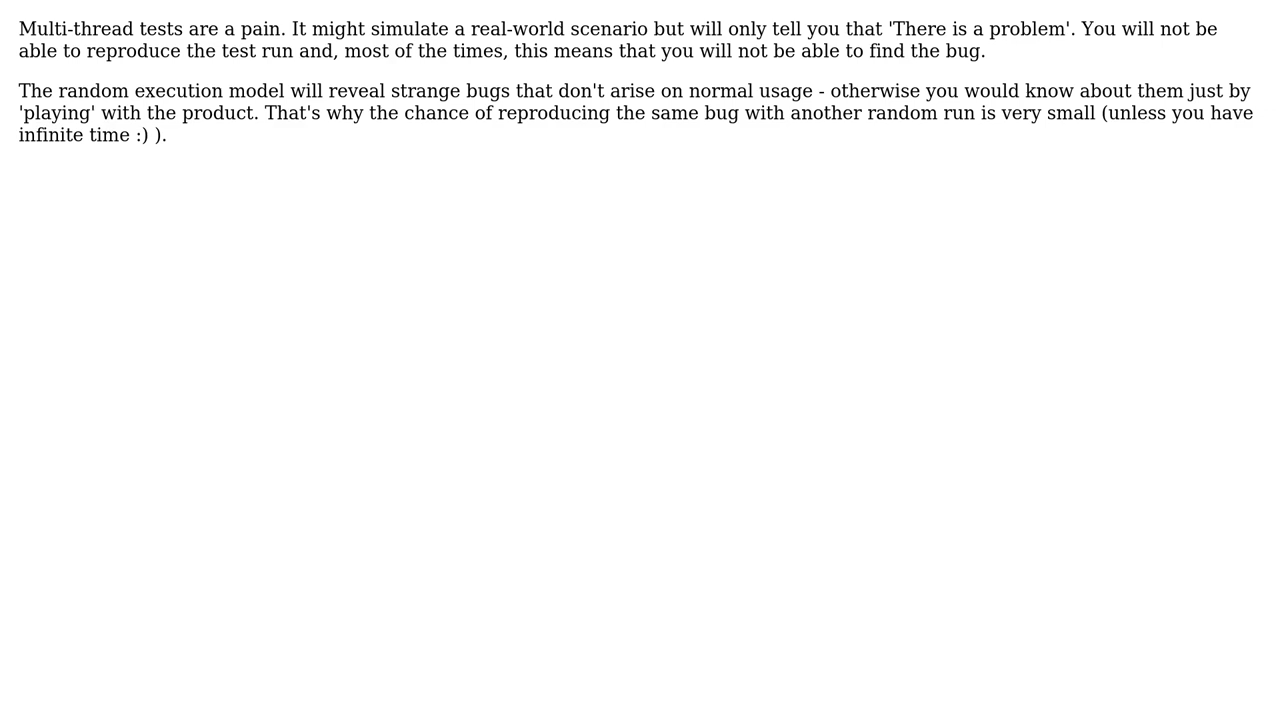 Multi-thread tests are a pain. It might simulate a real-world scenario but will only tell you that 'There is a problem'. You will not be
able to reproduce the test run and, most of the times, this means that you will not be able to find the bug.
The random execution model will reveal strange bugs that don't arise on normal usage - otherwise you would know about them just by
'playing' with the product. That's why the chance of reproducing the same bug with another random run is very small (unless you have
infinite time :) ).